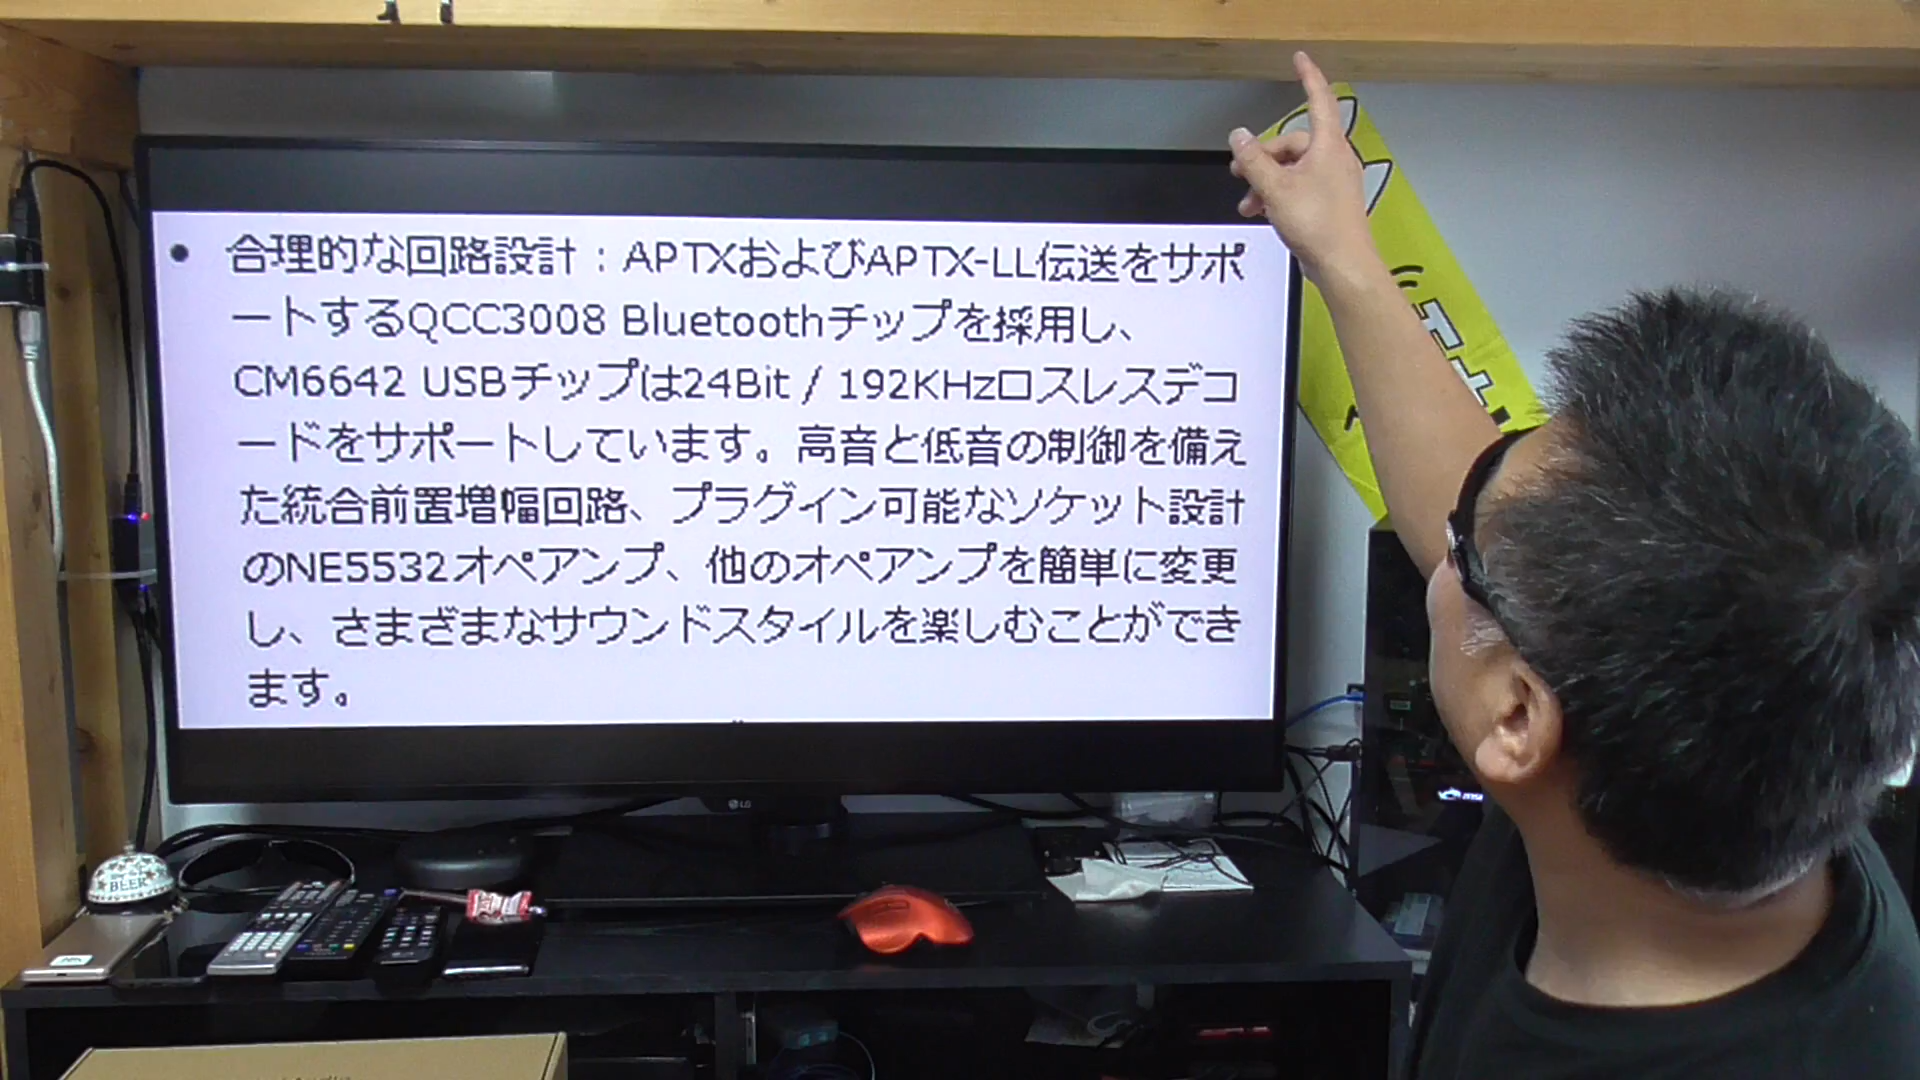 • 合理的な回路設計：APTXおよびAPTX-LL伝送をサポ
ートするQCC3008 Bluetoothチップを採用し、
CM6642 USBチップは24Bit / 192KHzロスレスデコ
ードをサポートしています。高音と低音の制御を備え
た統合前置増幅回路、プラグイン可能なソケット設計
のNE5532オペアンプ、他のオペアンプを簡単に変更
し、さまざまなサウンドスタイルを楽しむことができ
ます。
LG
BEER
msi